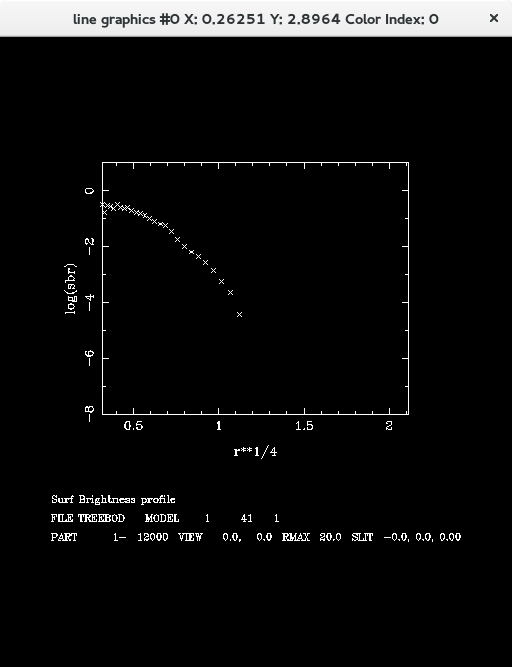 line graphics #0 X: 0.26251 Y: 2.8964 Color Index: 0 ×
0
−2
−4
−6
−8
log(sbr)
0.5 1 1.5 2
r**1/4
Surf Brightness profile
FILE TREEBOD MODEL 1 41 1
PART 1− 12000 VIEW 0.0, 0.0 RMAX 20.0 SLIT −0.0, 0.0, 0.00